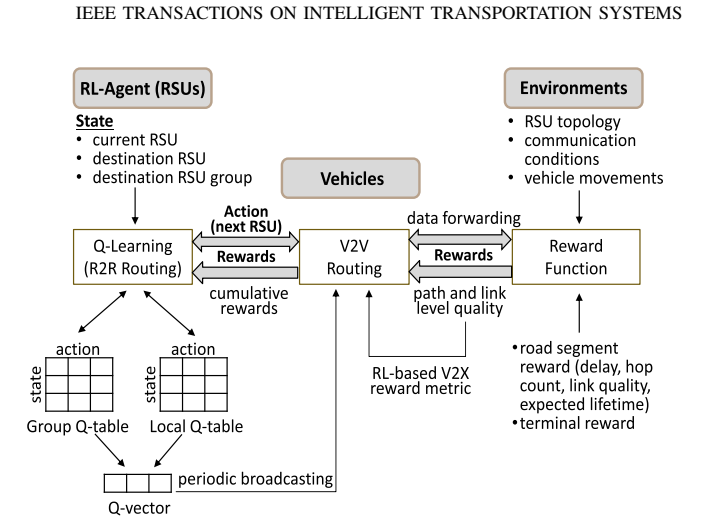 IEEE TRANSACTIONS ON INTELLIGENT TRANSPORTATION SYSTEMS
RL-Agent (RSUs)
State
• current RSU
• destination RSU
• destination RSU group
Vehicles
Environments
• RSU topology
• communication
conditions
• vehicle movements
Q-Learning
(R2R Routing)
Action
(next RSU)
Rewards
cumulative
rewards
V2V
Routing
data forwarding
Rewards
path and link
level quality
Reward
Function
RL-based V2X
reward metric
•road segment
reward (delay, hop
count, link quality,
expected lifetime)
•terminal reward
action
state
Group Q-table
action
state
Local Q-table
periodic broadcasting
Q-vector